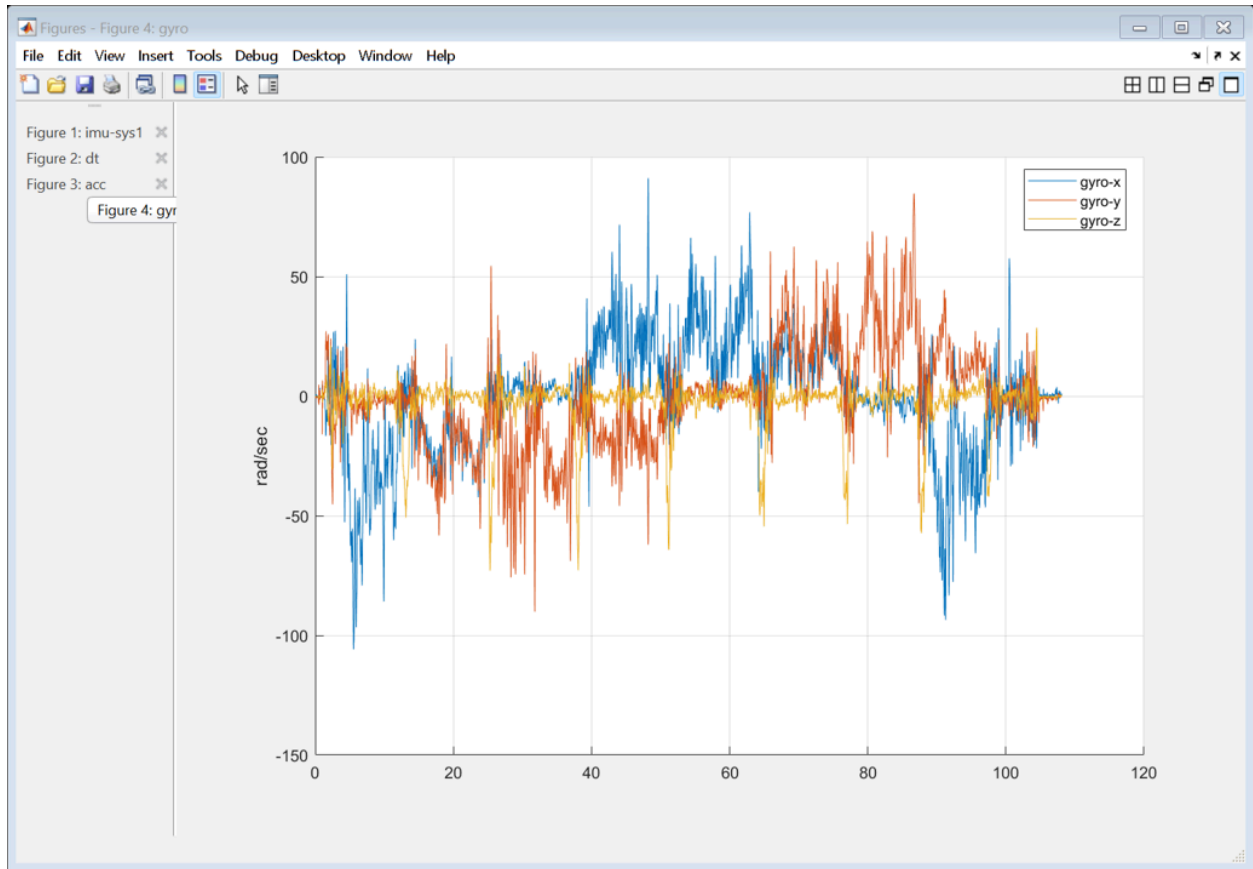 Figures - Figure 4: gyro
File Edit View Insert Tools Debug Desktop Window Help
Figure 1: imu-sys1
Figure 2: dt
Figure 3: acc
Figure 4: gyr
100
50
0
-50
-100
-150
rad/sec
0 20 40 60 80 100 120
gyro-x
gyro-y
gyro-z